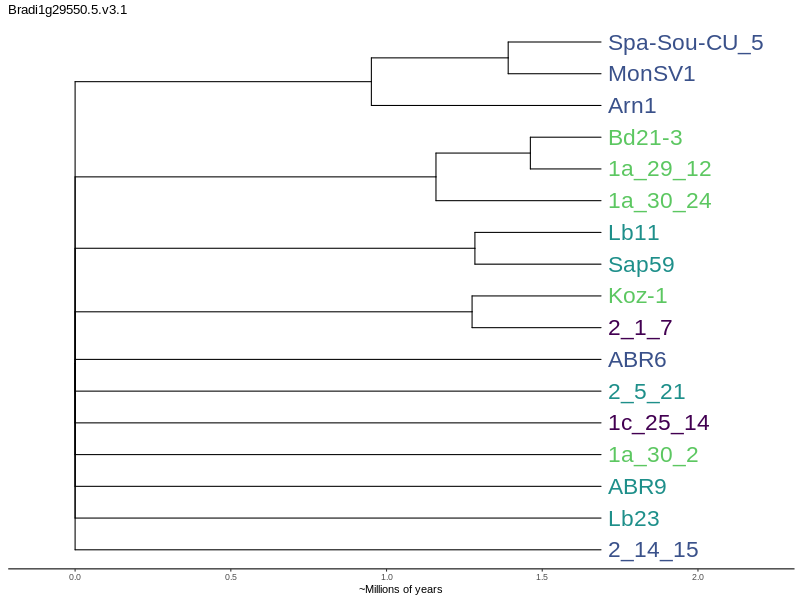 Bradi1g29550.5.v3.1
Spa-Sou-CU_5
MonSV1
Arn1
Bd21-3
1a_29_12
1a_30_24
Lb11
Sap59
Koz-1
2_1_7
ABR6
2_5_21
1c_25_14
1a_30_2
ABR9
Lb23
2_14_15
0.0 0.5 1.0 1.5 2.0
~Millions of years